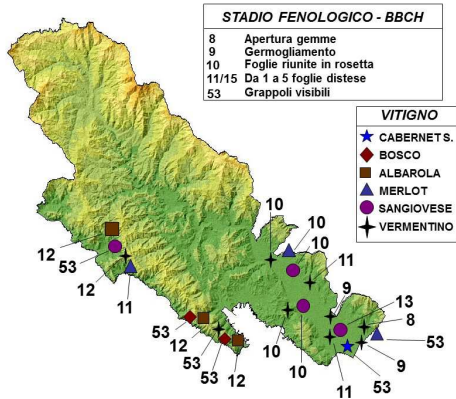 STADIO FENOLOGICO - BBCH
8 Apertura gemme
9 Germogliamento
10 Foglie riunite in rosetta
11/15 Da 1 a 5 foglie distese
53 Grappoli visibili
VITIGNO
CABERNET S.
BOSCO
ALBAROLA
MERLOT
SANGIOVESE
VERMENTINO
10
10
10
12
53
12
11
11
9
13
8
53
12
53
53
12
10
10
11
53
9
53